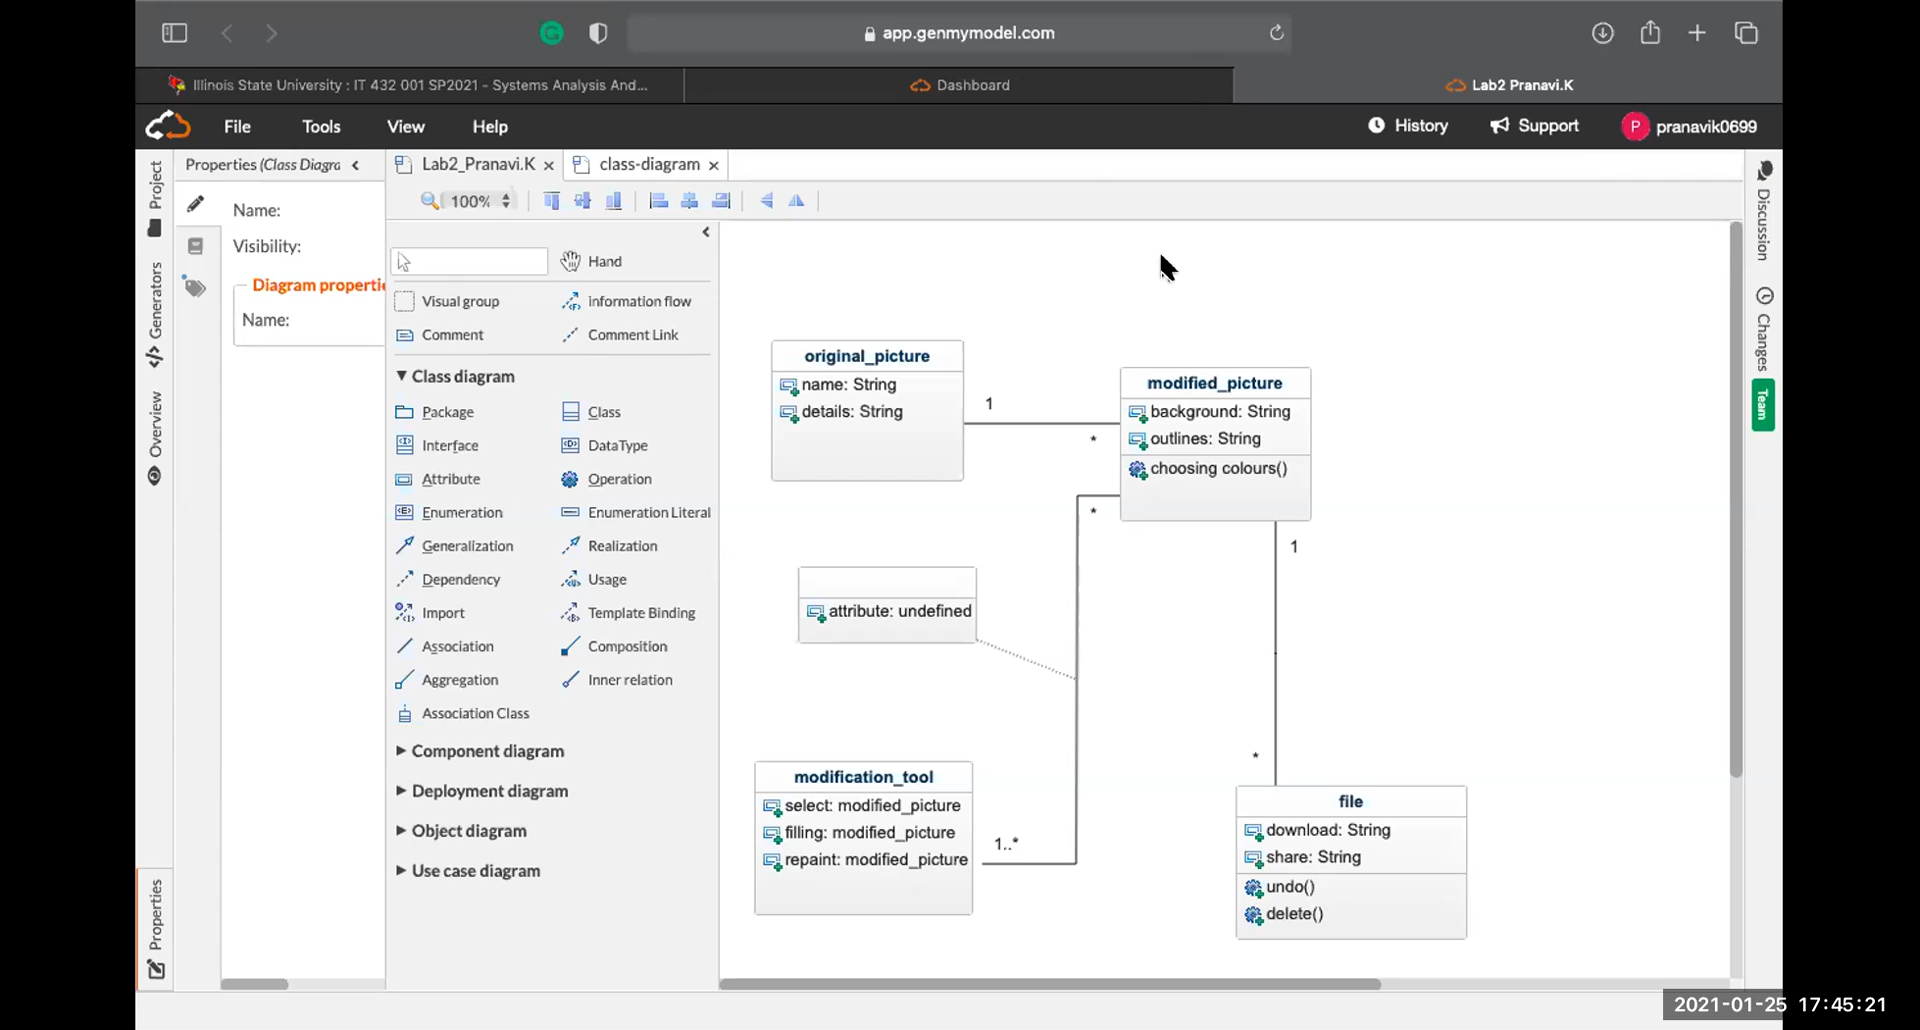 app.genmymodel.com
Illinois State University : IT 432 001 SP2021 - Systems Analysis And...
Dashboard
Lab2 Pranavi.K
File
Tools
View
Help
History
Support
P
pranavik0699
Project
Generators
Overview
Properties
Properties (Class Diagra
Name:
Visibility:
Diagram propertie
Name:
Lab2_Pranavi.K
class-diagram
100%
Hand
Visual group
Information flow
Comment
Comment Link
Class diagram
Package
Class
Interface
DataType
Attribute
Operation
Enumeration
Enumeration Literal
Generalization
Realization
Dependency
Usage
Import
Template Binding
Association
Composition
Aggregation
Inner relation
Association Class
Component diagram
Deployment diagram
Object diagram
Use case diagram
original_picture
name: String
details: String
1
*
modified_picture
background: String
outlines: String
choosing colours()
*
1
attribute: undefined
*
modification_tool
select: modified_picture
filling: modified_picture
repaint: modified_picture
1..*
file
download: String
share: String
undo()
delete()
Discussion
Changes
Team
2021-01-25 17:45:21